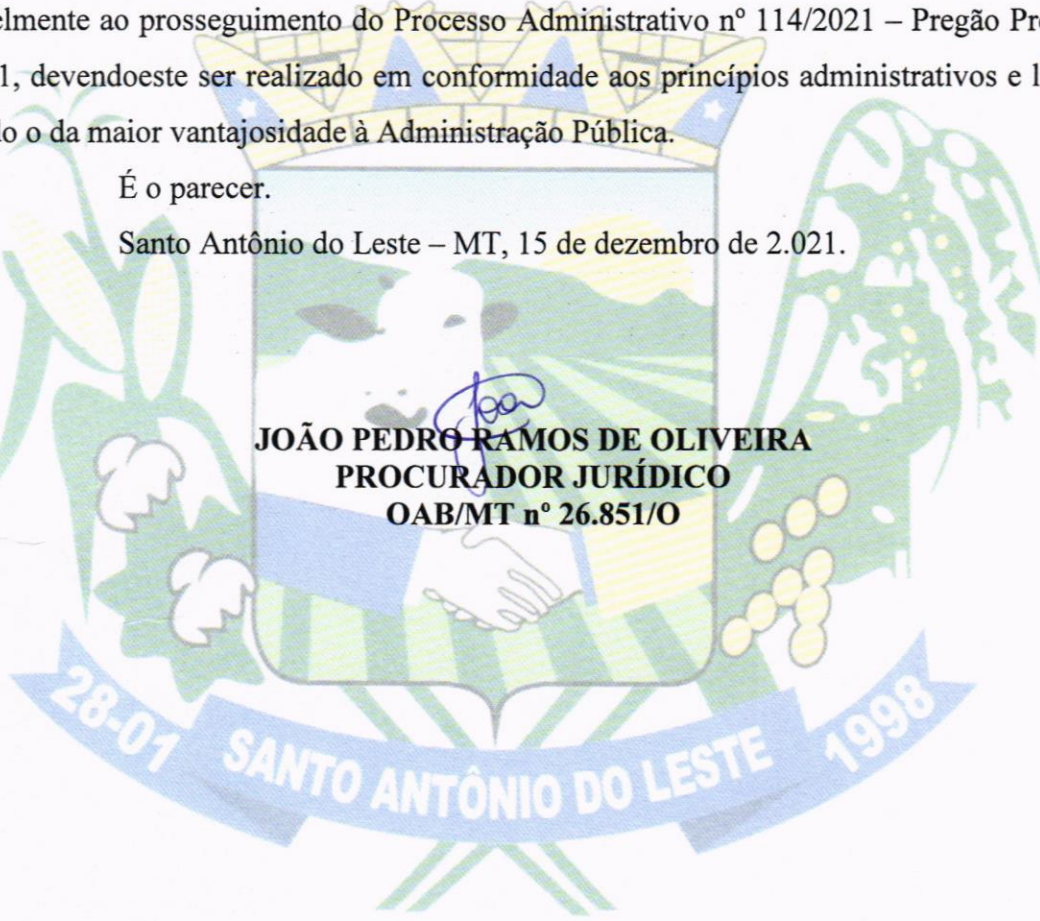 elmente ao prosseguimento do Processo Administrativo nº 114/2021 – Pregão Pre
1, devendoeste ser realizado em conformidade aos princípios administrativos e l
do o da maior vantajosidade à Administração Pública.
É o parecer.
Santo Antônio do Leste – MT, 15 de dezembro de 2.021.
JOÃO PEDRO RAMOS DE OLIVEIRA
PROCURADOR JURÍDICO
OAB/MT nº 26.851/O
28-01
SANTO ANTÔNIO DO LESTE
1998